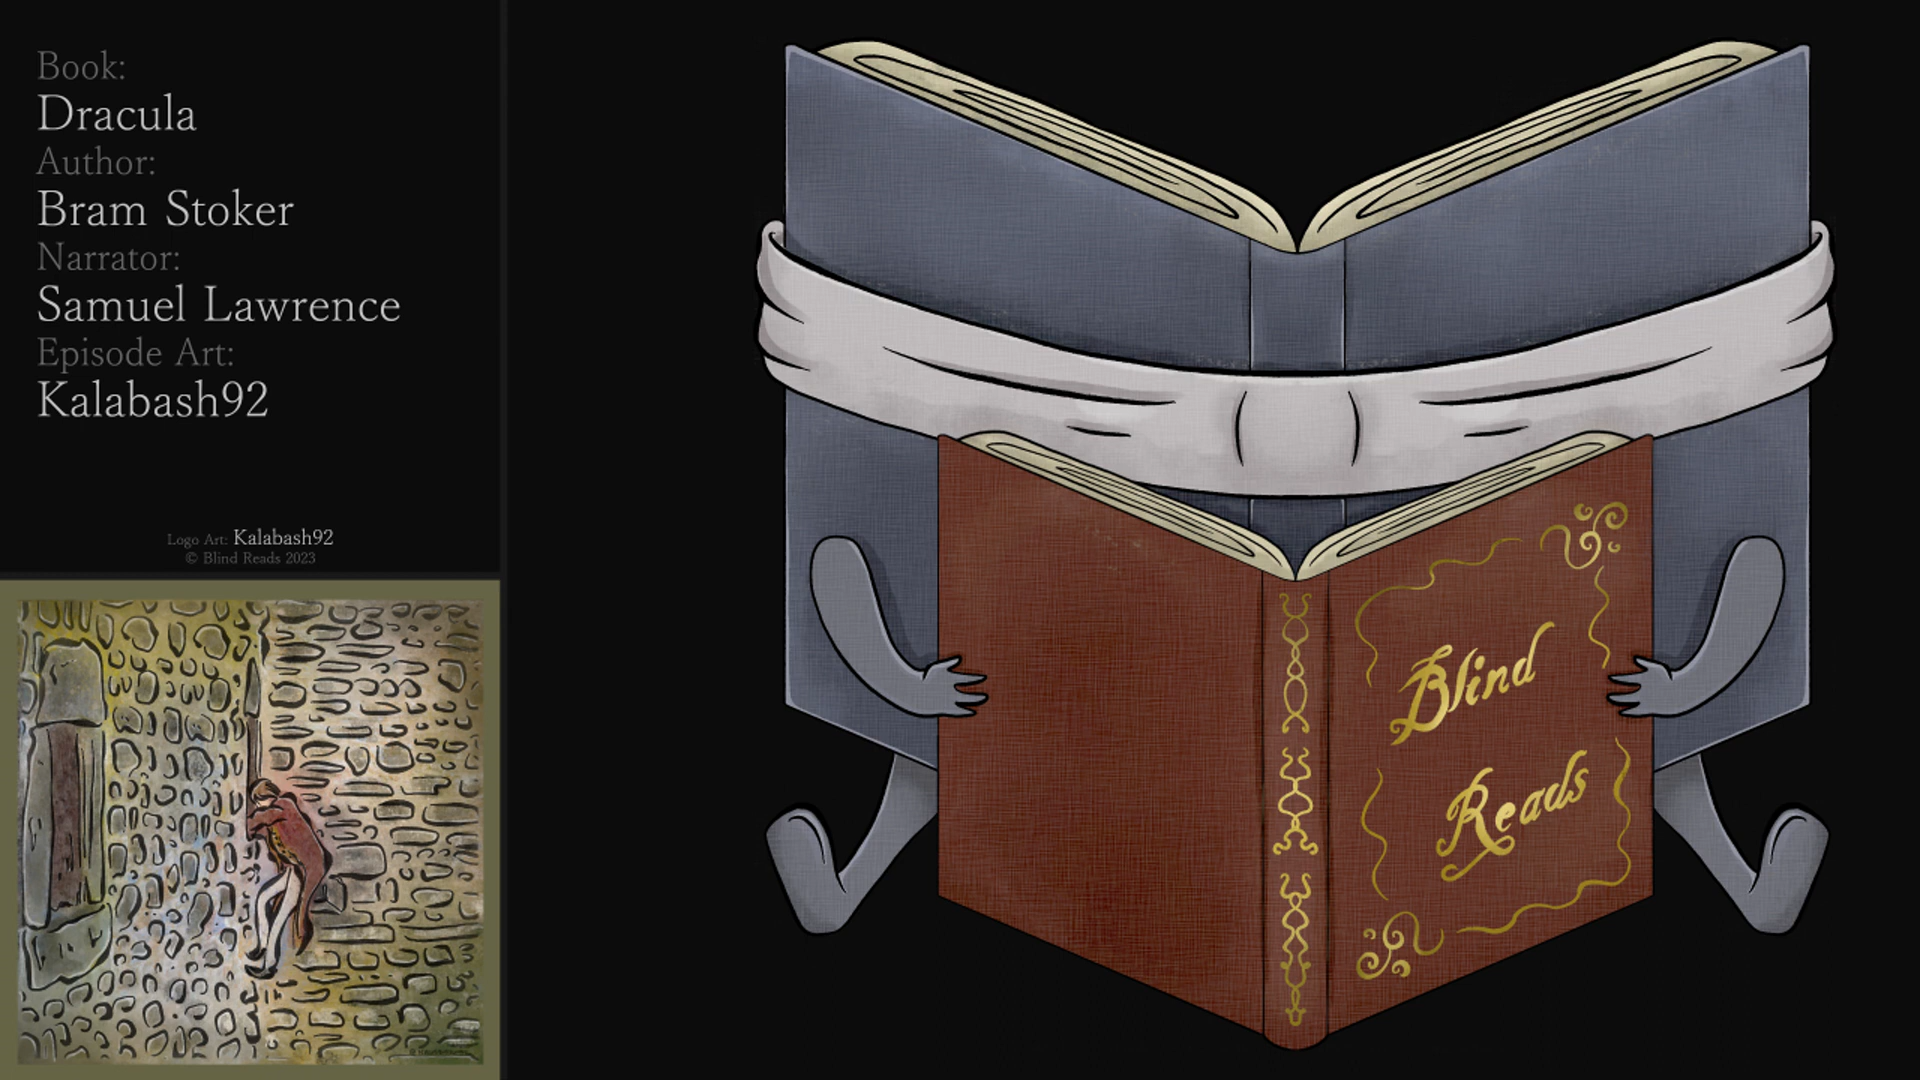 Book:
Dracula
Author:
Bram Stoker
Narrator:
Samuel Lawrence
Episode Art:
Kalabash92
Logo Art: Kalabash92
© Blind Reads 2023
Blind
Reads